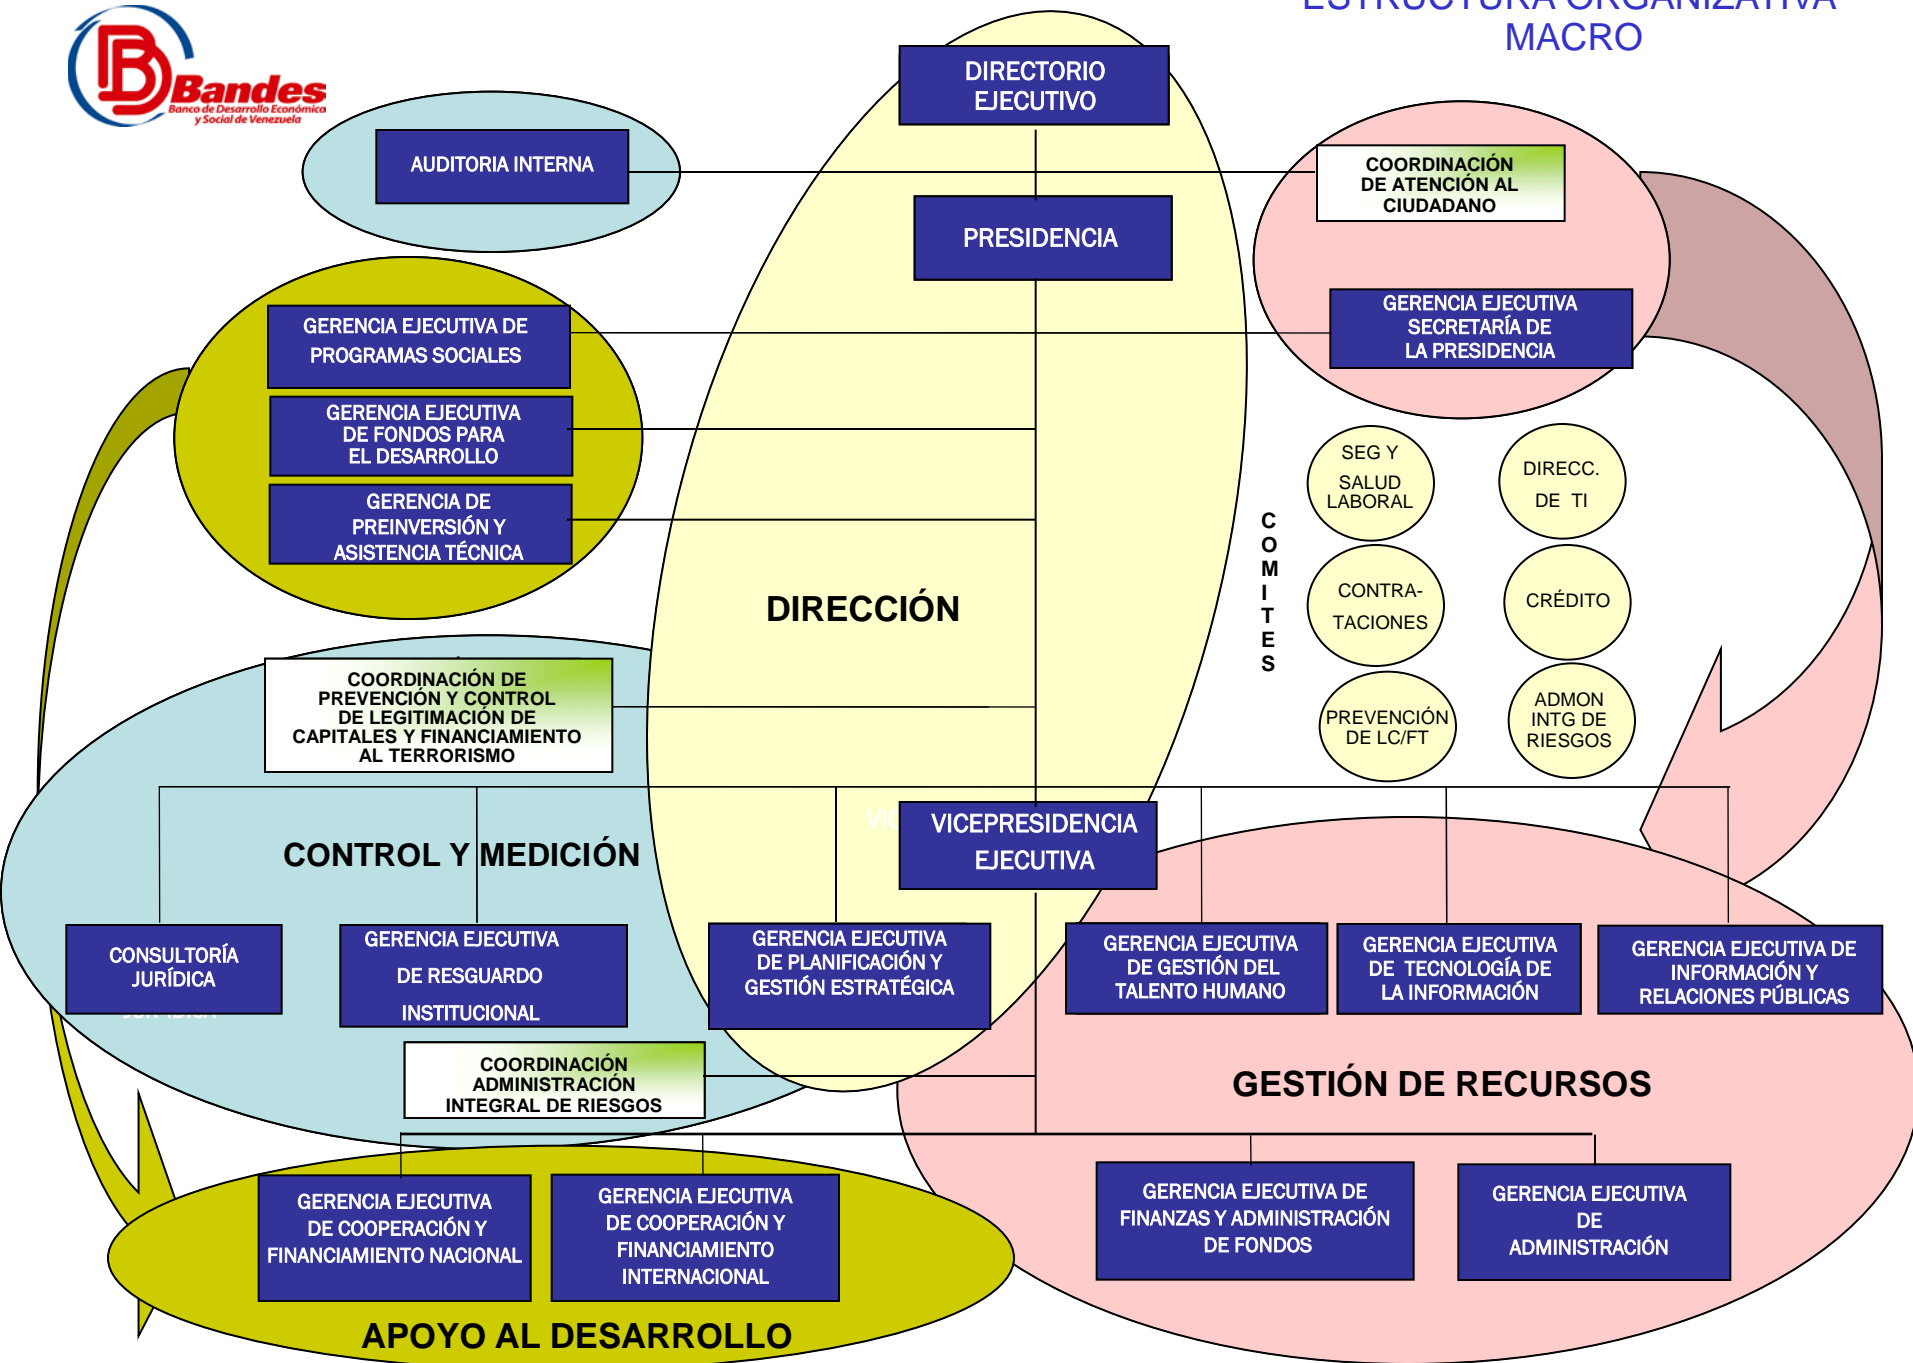 ESTRUCTURA ORGANIZATIVA
MACRO
Bandes
Banco de Desarrollo Económico
y Social de Venezuela
DIRECTORIO
EJECUTIVO
AUDITORIA INTERNA
COORDINACIÓN
DE ATENCIÓN AL
CIUDADANO
PRESIDENCIA
GERENCIA EJECUTIVA DE
PROGRAMAS SOCIALES
GERENCIA EJECUTIVA
SECRETARÍA DE
LA PRESIDENCIA
GERENCIA EJECUTIVA
DE FONDOS PARA
EL DESARROLLO
GERENCIA DE
PREINVERSIÓN Y
ASISTENCIA TÉCNICA
COMITES
SEG Y
SALUD
LABORAL
DIRECC.
DE TI
CONTRA-
TACIONES
CRÉDITO
PREVENCIÓN
DE LC/FT
ADMON
INTG DE
RIESGOS
DIRECCIÓN
COORDINACIÓN DE
PREVENCIÓN Y CONTROL
DE LEGITIMACIÓN DE
CAPITALES Y FINANCIAMIENTO
AL TERRORISMO
VICEPRESIDENCIA
EJECUTIVA
CONTROL Y MEDICIÓN
CONSULTORÍA
JURÍDICA
GERENCIA EJECUTIVA
DE RESGUARDO
INSTITUCIONAL
GERENCIA EJECUTIVA
DE PLANIFICACIÓN Y
GESTIÓN ESTRATÉGICA
GERENCIA EJECUTIVA
DE GESTIÓN DEL
TALENTO HUMANO
GERENCIA EJECUTIVA
DE TECNOLOGÍA DE
LA INFORMACIÓN
GERENCIA EJECUTIVA DE
INFORMACIÓN Y
RELACIONES PÚBLICAS
COORDINACIÓN
ADMINISTRACIÓN
INTEGRAL DE RIESGOS
GESTIÓN DE RECURSOS
GERENCIA EJECUTIVA
DE COOPERACIÓN Y
FINANCIAMIENTO NACIONAL
GERENCIA EJECUTIVA
DE COOPERACIÓN Y
FINANCIAMIENTO
INTERNACIONAL
GERENCIA EJECUTIVA DE
FINANZAS Y ADMINISTRACIÓN
DE FONDOS
GERENCIA EJECUTIVA
DE
ADMINISTRACIÓN
APOYO AL DESARROLLO